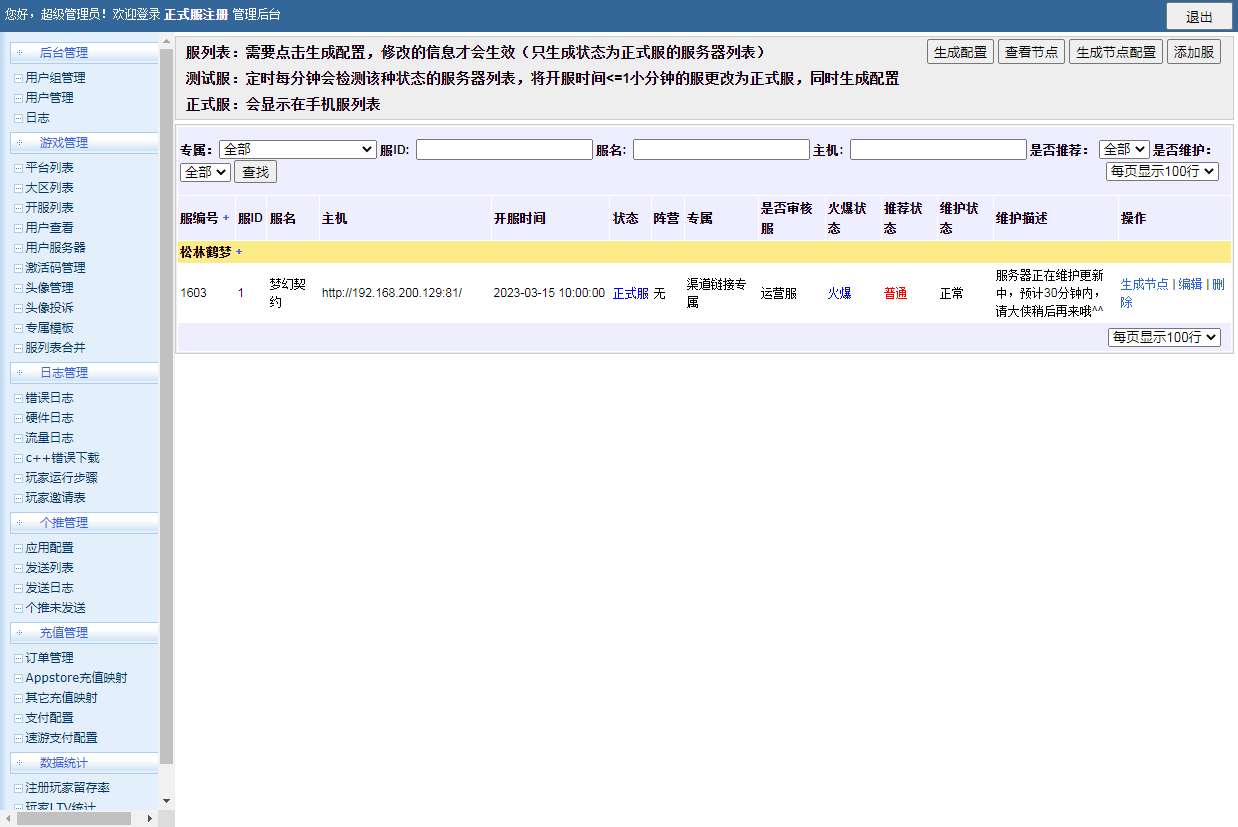 您好，超级管理员！欢迎登录 正式服注册 管理后台
退出
后台管理
用户组管理
用户管理
日志
游戏管理
平台列表
大区列表
开服列表
用户查看
用户服务器
激活码管理
头像管理
头像投诉
专属模板
服列表合并
日志管理
错误日志
硬件日志
流量日志
c++错误下载
玩家运行步骤
玩家邀请表
个推管理
应用配置
发送列表
发送日志
个推未发送
充值管理
订单管理
Appstore充值映射
其它充值映射
支付配置
速游支付配置
数据统计
注册玩家留存率
玩家LTV统计
服列表：需要点击生成配置，修改的信息才会生效（只生成状态为正式服的服务器列表）
测试服：定时每分钟会检测该种状态的服务器列表，将开服时间<=1个分钟的服更改为正式服，同时生成配置
正式服：会显示在手机服列表
生成配置 查看节点 生成节点配置 添加服
专属： 全部 服ID: 服名: 主机: 是否推荐： 全部 是否维护：
全部 查找 每页显示100行
服编号 + 服ID 服名 主机 开服时间 状态 阵营 专属 是否审核服 火爆状态 推荐状态 维护状态 维护描述 操作
松林鹤梦 +
1603 1 梦幻契约 http://192.168.200.129:81/ 2023-03-15 10:00:00 正式服 无 渠道链接专属 运营服 火爆 普通 正常 服务器正在维护更新中，预计30分钟内，请大侠稍后再来哦^^ 生成节点 | 编辑 | 删除
每页显示100行